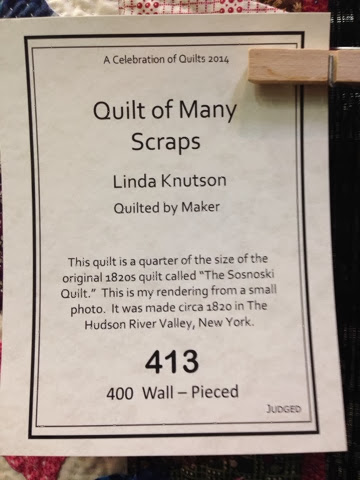 A Celebration of Quilts 2014
Quilt of Many
Scraps
Linda Knutson
Quilted by Maker
This quilt is a quarter of the size of the
original 1820s quilt called "The Sosnoski
Quilt." This is my rendering from a small
photo. It was made circa 1820 in The
Hudson River Valley, New York.
413
400 Wall – Pieced
JUDGED